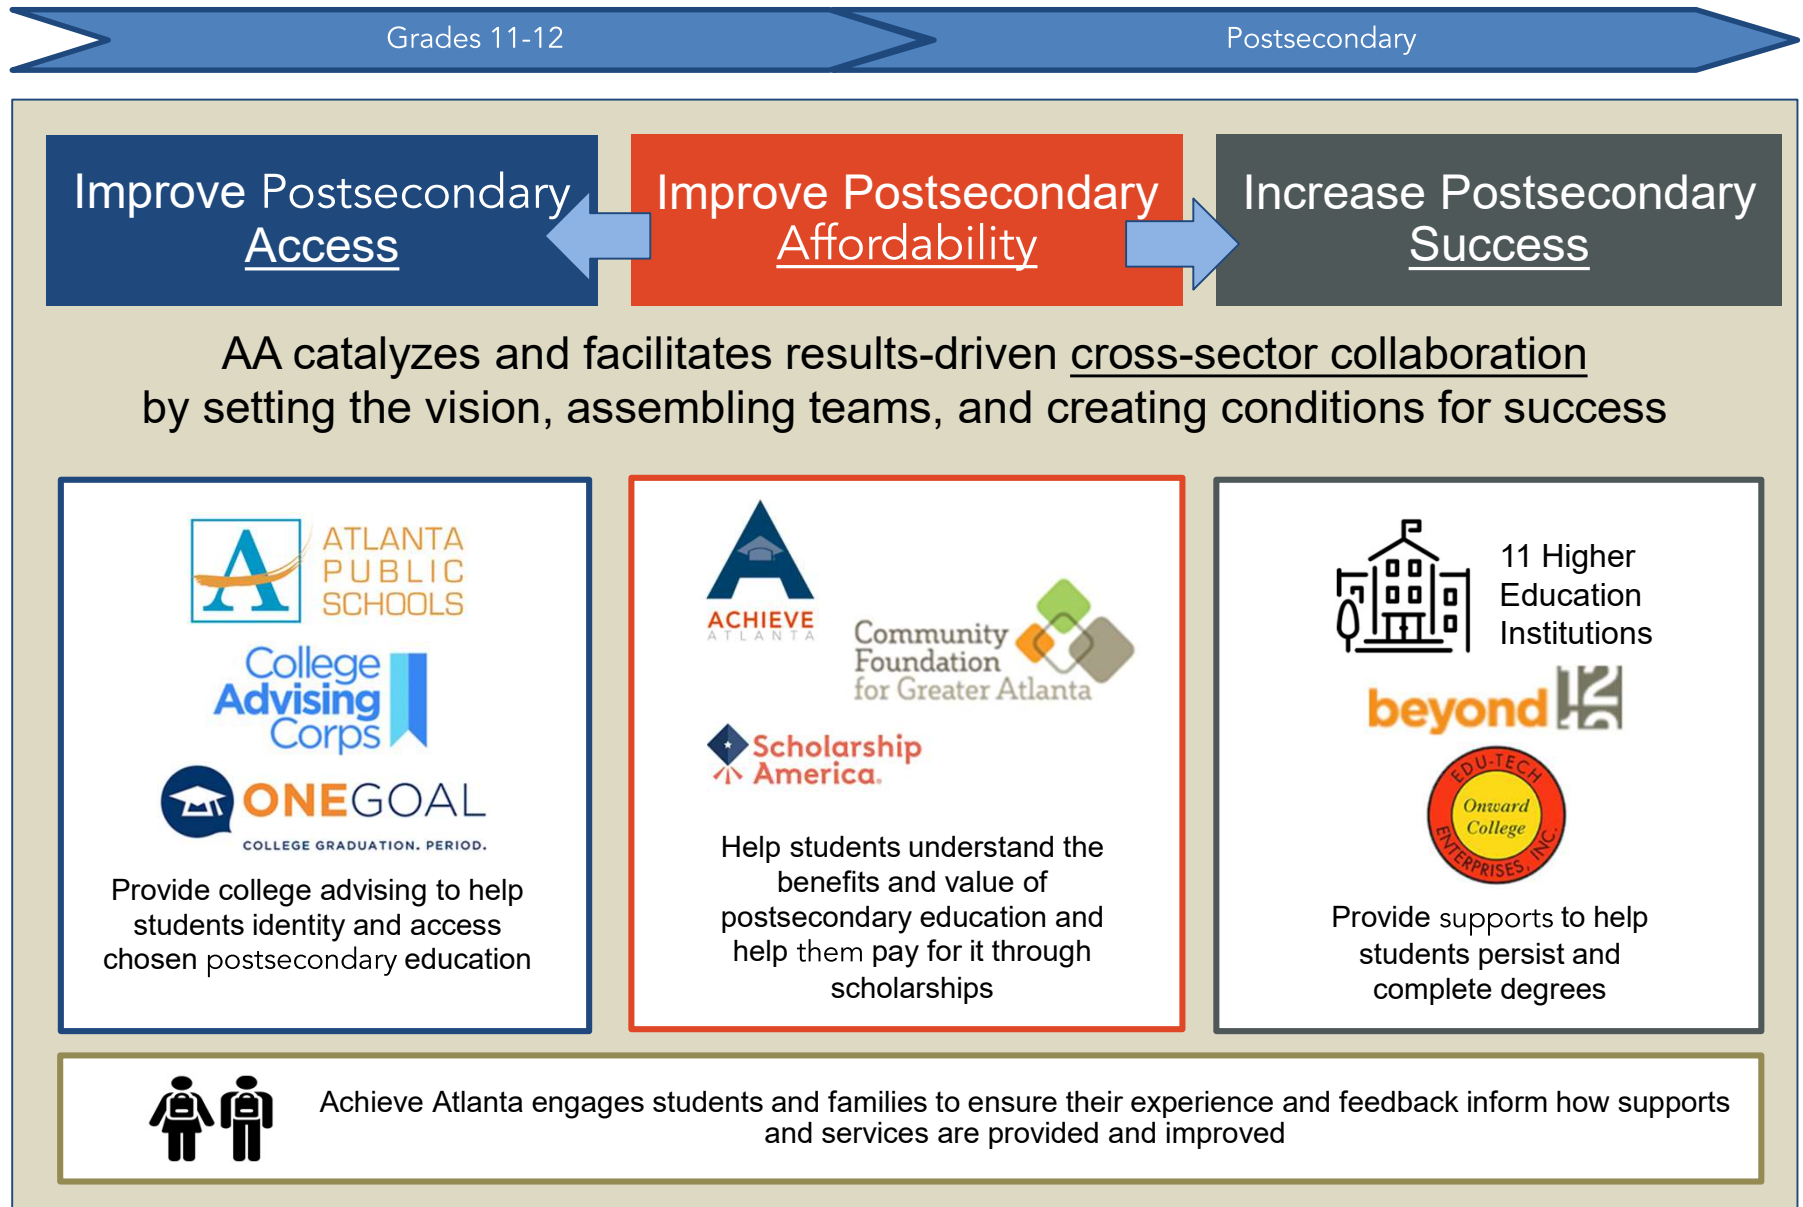 Grades 11-12
Postsecondary
Improve Postsecondary
Access
Improve Postsecondary
Affordability
Increase Postsecondary
Success
AA catalyzes and facilitates results-driven cross-sector collaboration
by setting the vision, assembling teams, and creating conditions for success
ATLANTA
PUBLIC
SCHOOLS
College
Advising
Corps
ONEGOAL
COLLEGE GRADUATION. PERIOD.
Provide college advising to help
students identity and access
chosen postsecondary education
ACHIEVE
ATLANTA
Community
Foundation
for Greater Atlanta
Scholarship
America®
Help students understand the
benefits and value of
postsecondary education and
help them pay for it through
scholarships
11 Higher
Education
Institutions
beyond 12
EDU-TECH
Onward
College
ENTERPRISES, INC.
Provide supports to help
students persist and
complete degrees
Achieve Atlanta engages students and families to ensure their experience and feedback inform how supports
and services are provided and improved